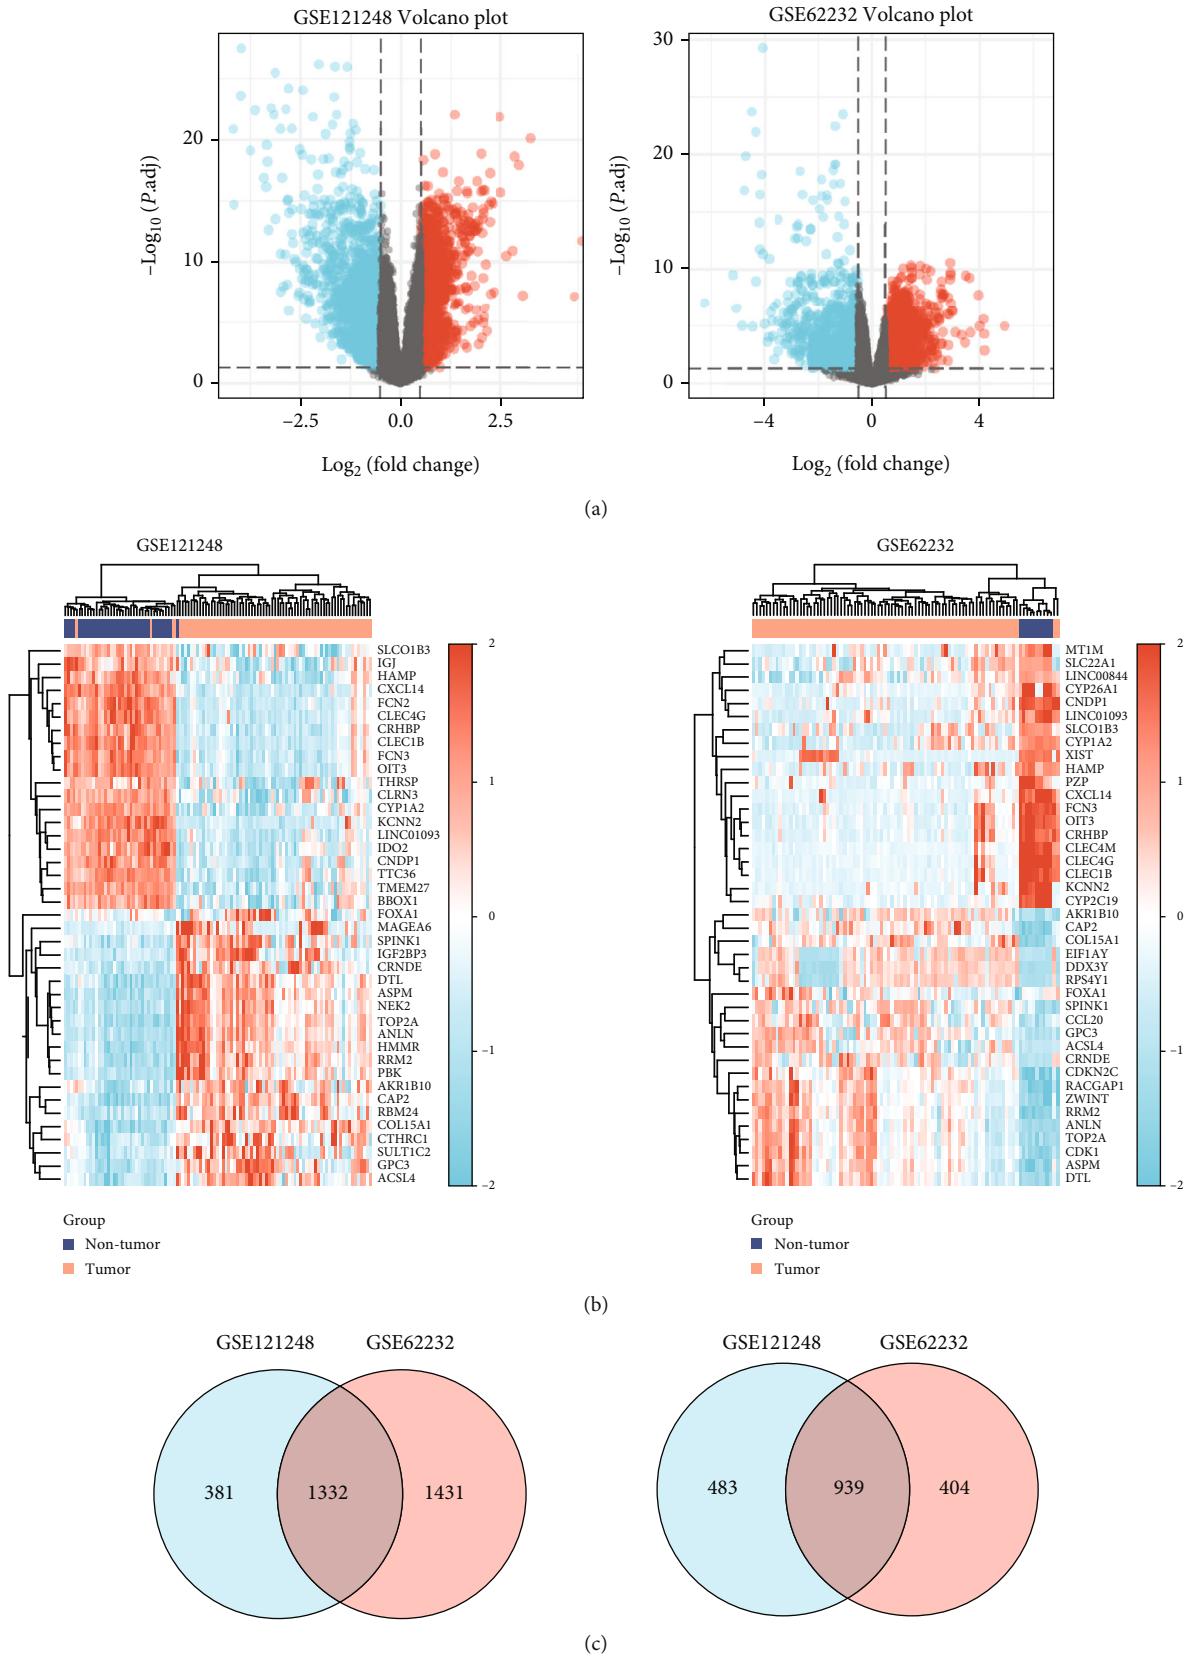 GSE121248 Volcano plot
−Log10 (P.adj)
20
10
0
−2.5
0.0
2.5
Log2 (fold change)
GSE62232 Volcano plot
−Log10 (P.adj)
30
20
10
0
−4
0
4
Log2 (fold change)
(a)
GSE121248
SLCO1B3
IGJ
HAMP
CXCL14
FCN2
CLEC4G
CRHBP
CLEC1B
FCN3
OIT3
THRSP
CLRN3
CYP1A2
KCNN2
LINC01093
IDO2
CNDP1
TTC36
TMEM27
BBOX1
FOXA1
MAGEA6
SPINK1
IGF2BP3
CRNDE
DTL
ASPM
NEK2
TOP2A
ANLN
HMMR
RRM2
PBK
AKR1B10
CAP2
RBM24
COL15A1
CTHRC1
SULT1C2
GPC3
ACSL4
2
1
0
−1
−2
Group
Non-tumor
Tumor
GSE62232
MT1M
SLC22A1
LINC00844
CYP26A1
CNDP1
LINC01093
SLCO1B3
CYP1A2
XIST
HAMP
PZP
CXCL14
FCN3
OIT3
CRHBP
CLEC4M
CLEC4G
CLEC1B
KCNN2
CYP2C19
AKR1B10
CAP2
COL15A1
EIF1AY
DDX3Y
RPS4Y1
FOXA1
SPINK1
CCL20
GPC3
ACSL4
CRNDE
CDKN2C
RACGAP1
ZWINT
RRM2
ANLN
TOP2A
CDK1
ASPM
DTL
2
1
0
−1
−2
Group
Non-tumor
Tumor
(b)
GSE121248
GSE62232
381
1332
1431
GSE121248
GSE62232
483
939
404
(c)